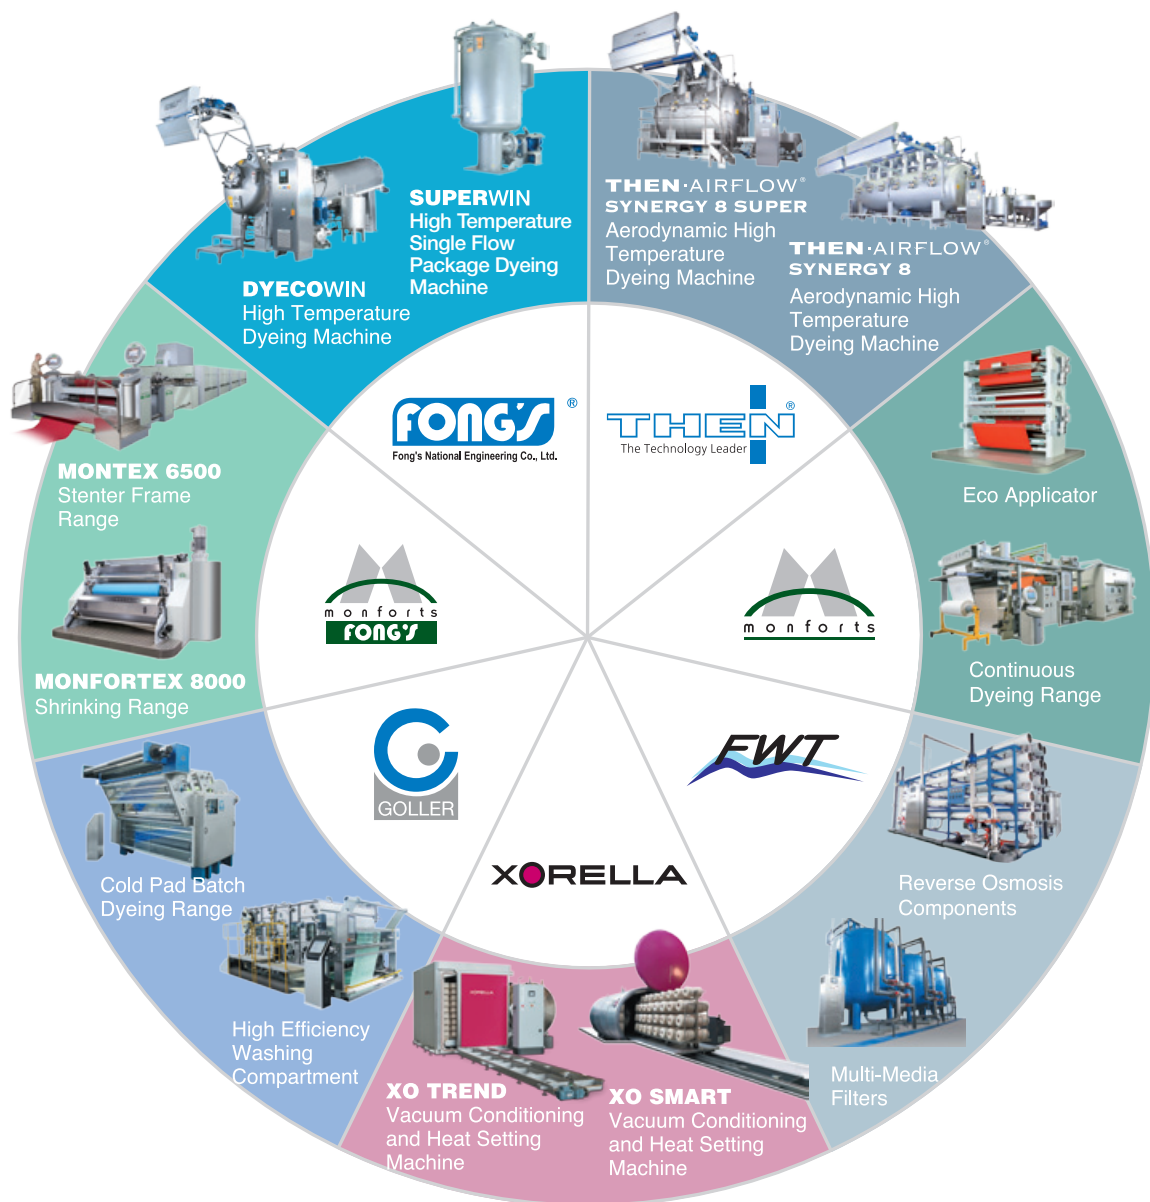 SUPERWIN
High Temperature
Single Flow
Package Dyeing
Machine
DYECOWIN
High Temperature
Dyeing Machine
THEN·AIRFLOW®
SYNERGY 8 SUPER
Aerodynamic High
Temperature
Dyeing Machine
THEN·AIRFLOW®
SYNERGY 8
Aerodynamic High
Temperature
Dyeing Machine
FONG'S ®
Fong's National Engineering Co., Ltd.
THEN ®
The Technology Leader
MONTEX 6500
Stenter Frame
Range
MONFORTEX 8000
Shrinking Range
monforts
FONG'S
monforts
Eco Applicator
Continuous
Dyeing Range
GOLLER
FWT
XORELLA
Cold Pad Batch
Dyeing Range
High Efficiency
Washing
Compartment
Reverse Osmosis
Components
Multi-Media
Filters
XORELLA
XO TREND
Vacuum Conditioning
and Heat Setting
Machine
XO SMART
Vacuum Conditioning
and Heat Setting
Machine